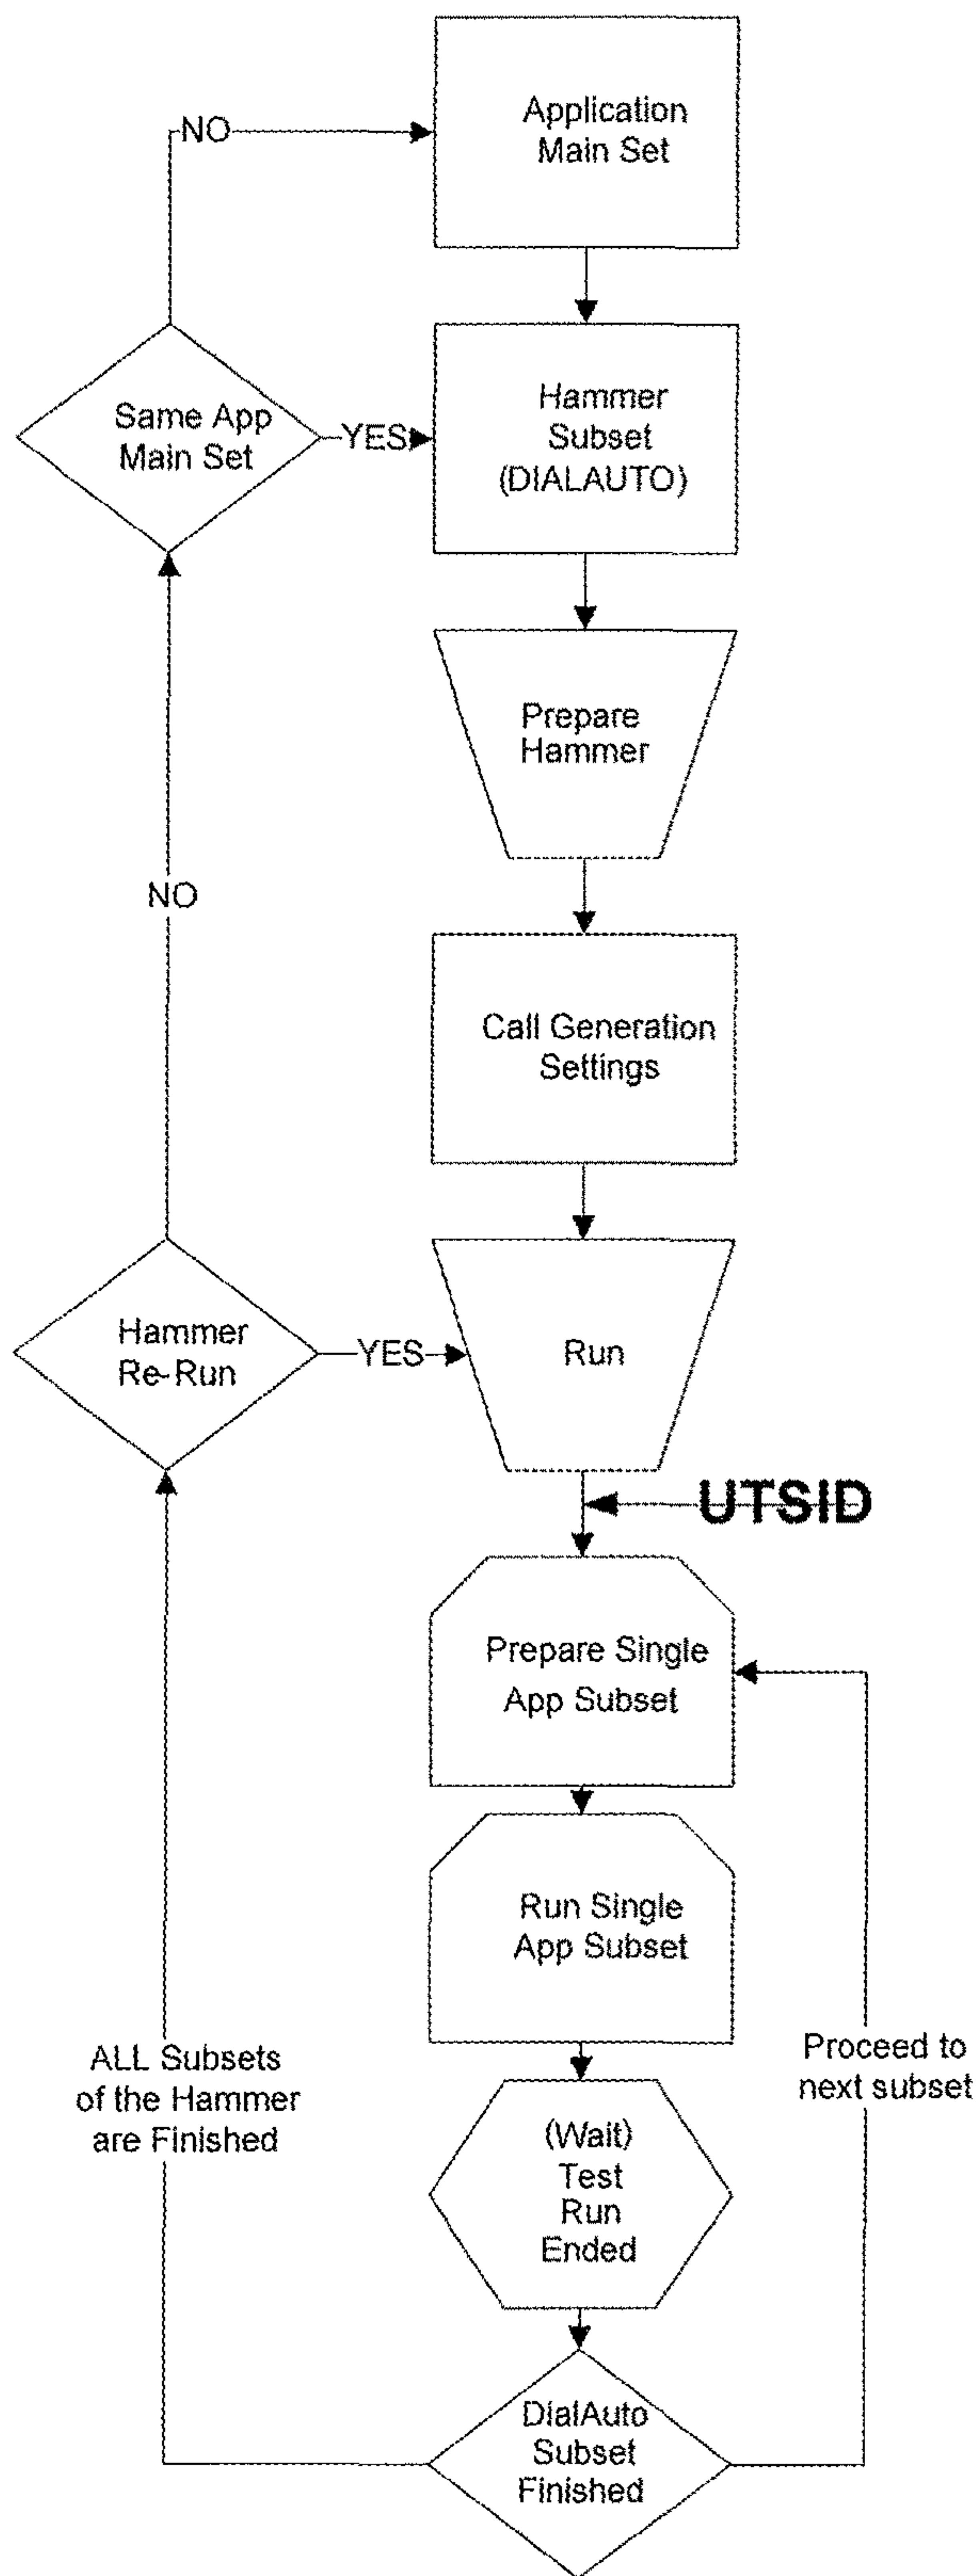 Application
Main Set
NO
Same App
Main Set
YES
Hammer
Subset
(DIALAUTO)
Prepare
Hammer
NO
Call Generation
Settings
Hammer
Re-Run
YES
Run
UTSID
Prepare Single
App Subset
Run Single
App Subset
ALL Subsets
of the Hammer
are Finished
Proceed to
next subset
(Wait)
Test
Run
Ended
DialAuto
Subset
Finished